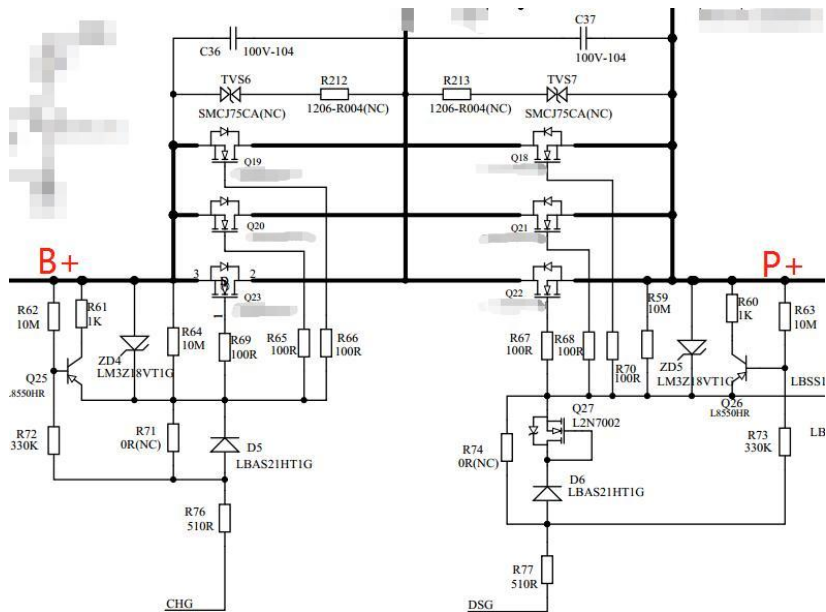 C36
100V-104
C37
100V-104
TVS6
R212
R213
TVS7
SMCJ75CA(NC)
1206-R004(NC)
1206-R004(NC)
SMCJ75CA(NC)
Q19
Q18
Q20
Q21
B+
3
2
P+
Q23
Q22
1
R62
10M
R61
1K
R64
10M
R69
100R
R65
100R
R66
100R
R67
100R
R68
100R
R70
100R
R59
10M
R60
1K
R63
10M
ZD4
LM3Z18VT1G
ZD5
LM3Z18VT1G
LBSS1
Q25
L8550HR
Q26
L8550HR
R72
330K
R71
0R(NC)
D5
LBAS21HT1G
Q27
L2N7002
R74
0R(NC)
R73
330K
LB
D6
LBAS21HT1G
R76
510R
R77
510R
CHG
DSG